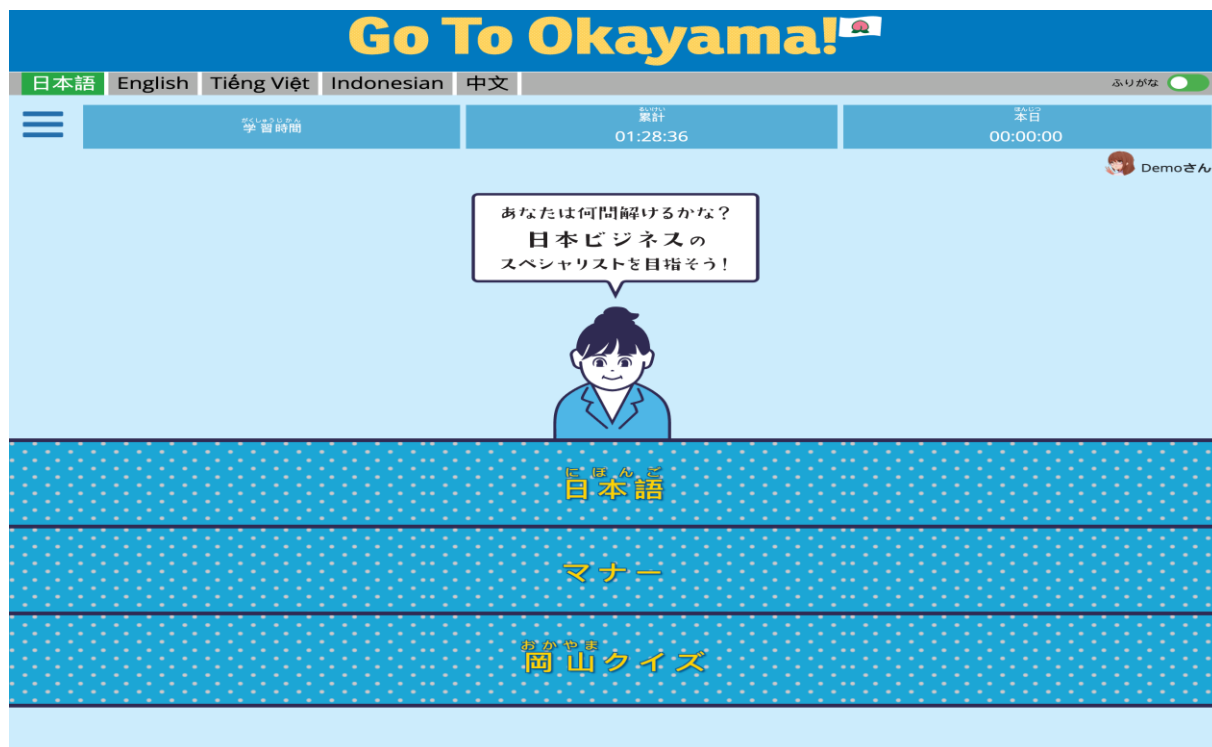 Go To Okayama!
日本語 English Tiếng Việt Indonesian 中文
ふりがな
がくしゅうじかん
学習時間
るいけい
累計
01:28:36
ほんじつ
本日
00:00:00
Demoさん
あなたは何問解けるかな？
日本ビジネスの
スペシャリストを目指そう！
にほんご
日本語
マナー
おかやま
岡山クイズ